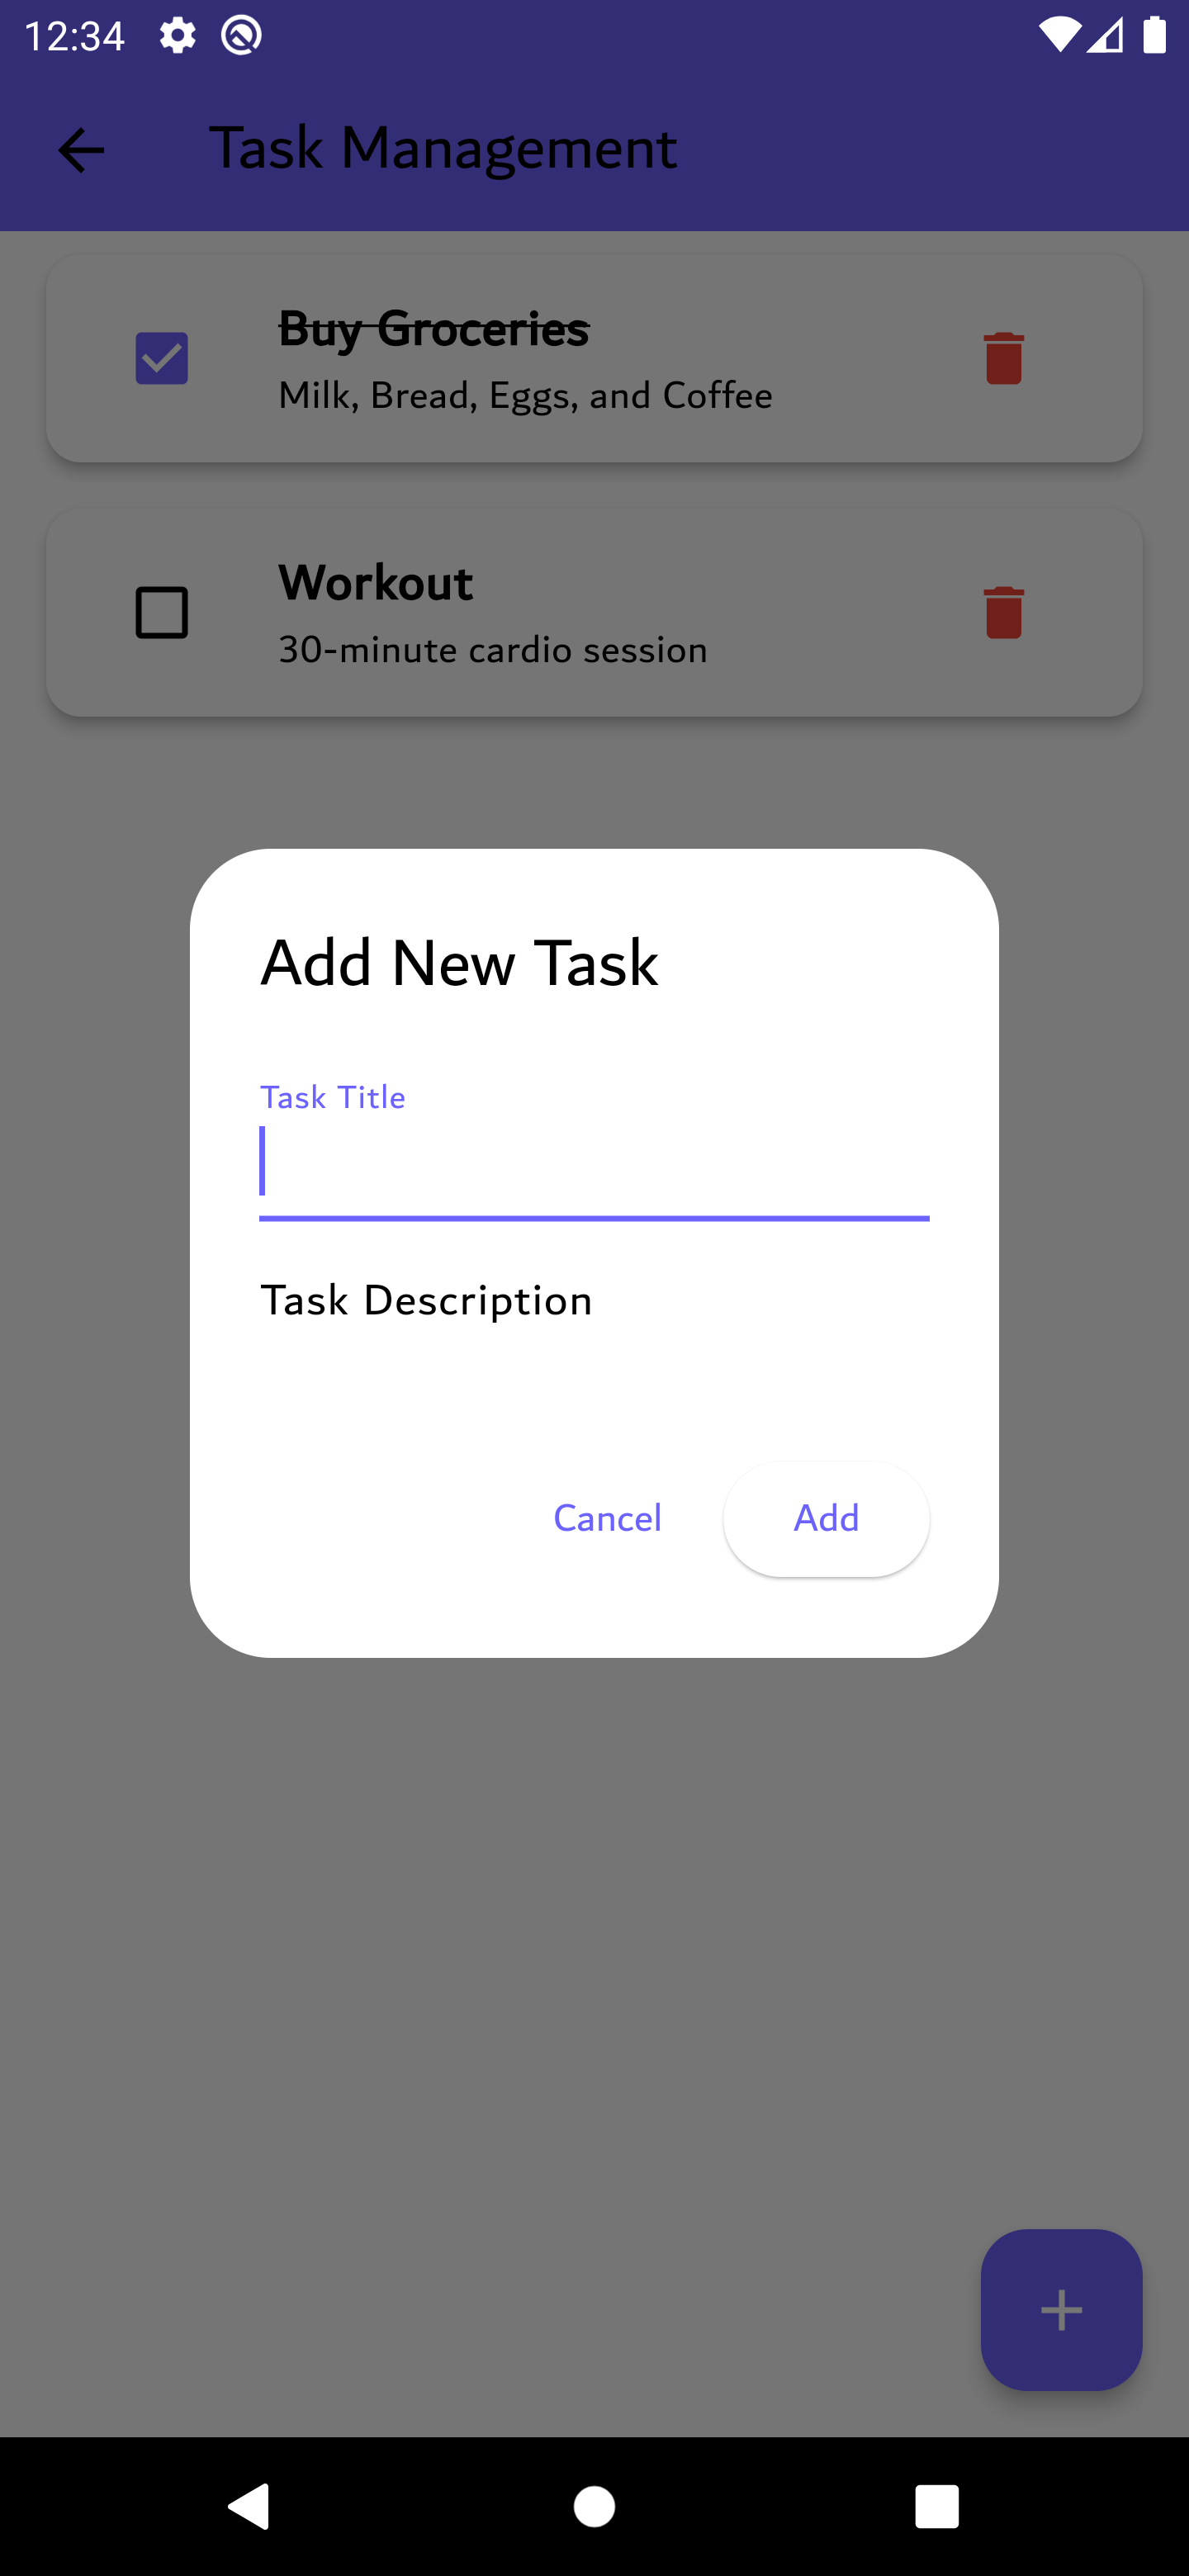 12:34
Task Management
Buy Groceries
Milk, Bread, Eggs, and Coffee
Workout
30-minute cardio session
Add New Task
Task Title
Task Description
Cancel
Add